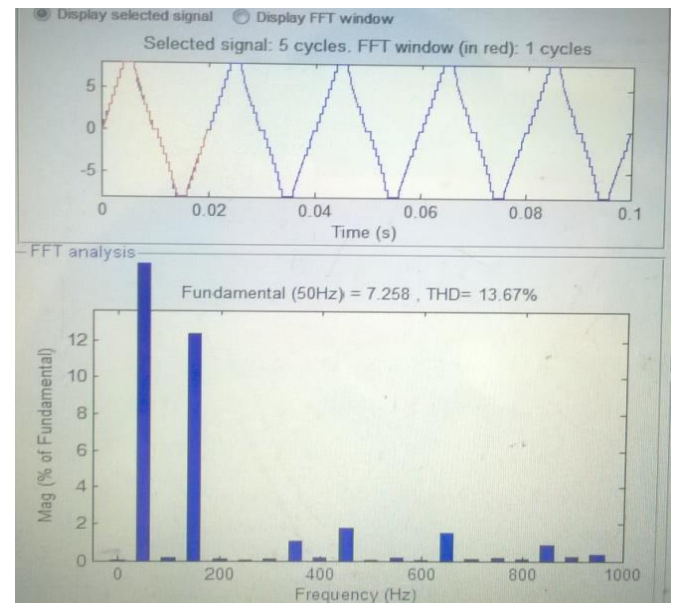 Display selected signal Display FFT window
Selected signal: 5 cycles. FFT window (in red): 1 cycles
5
0
-5
0 0.02 0.04 0.06 0.08 0.1
Time (s)
FFT analysis
Fundamental (50Hz) = 7.258 , THD= 13.67%
Mag (% of Fundamental)
12
10
8
6
4
2
0
0 200 400 600 800 1000
Frequency (Hz)